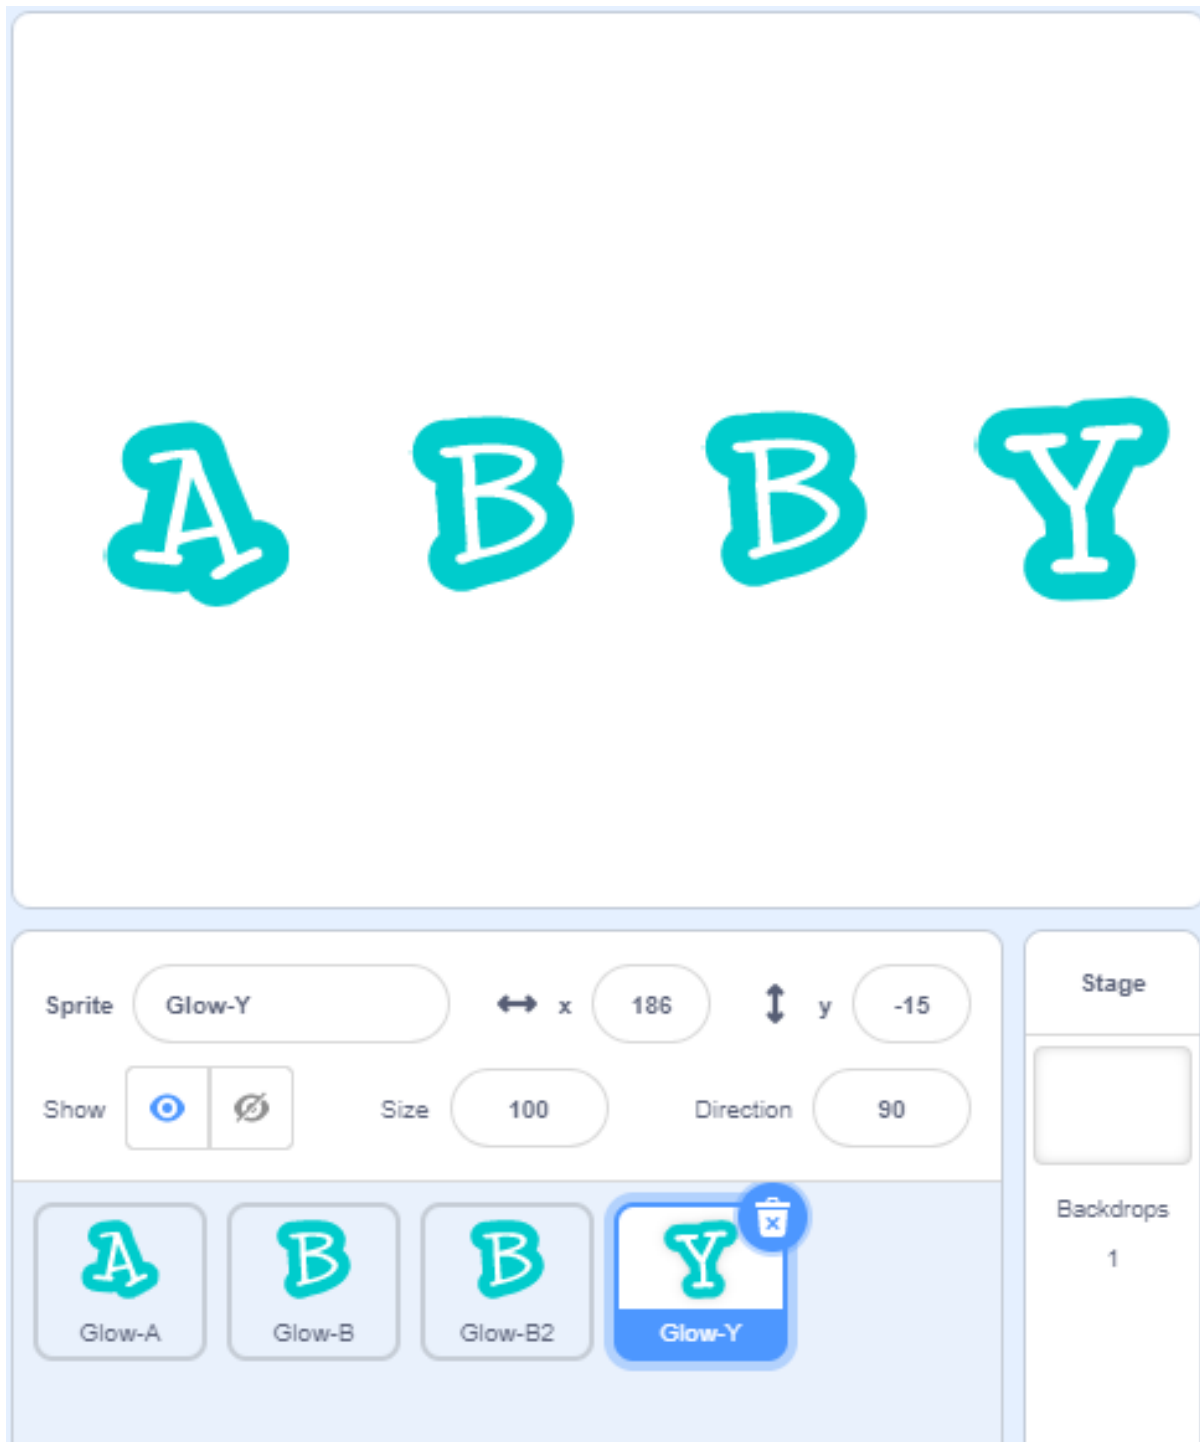 A B B Y
Sprite Glow-Y x 186 y -15
Show Size 100 Direction 90
Stage
Backdrops
1
A B B Y
Glow-A Glow-B Glow-B2 Glow-Y